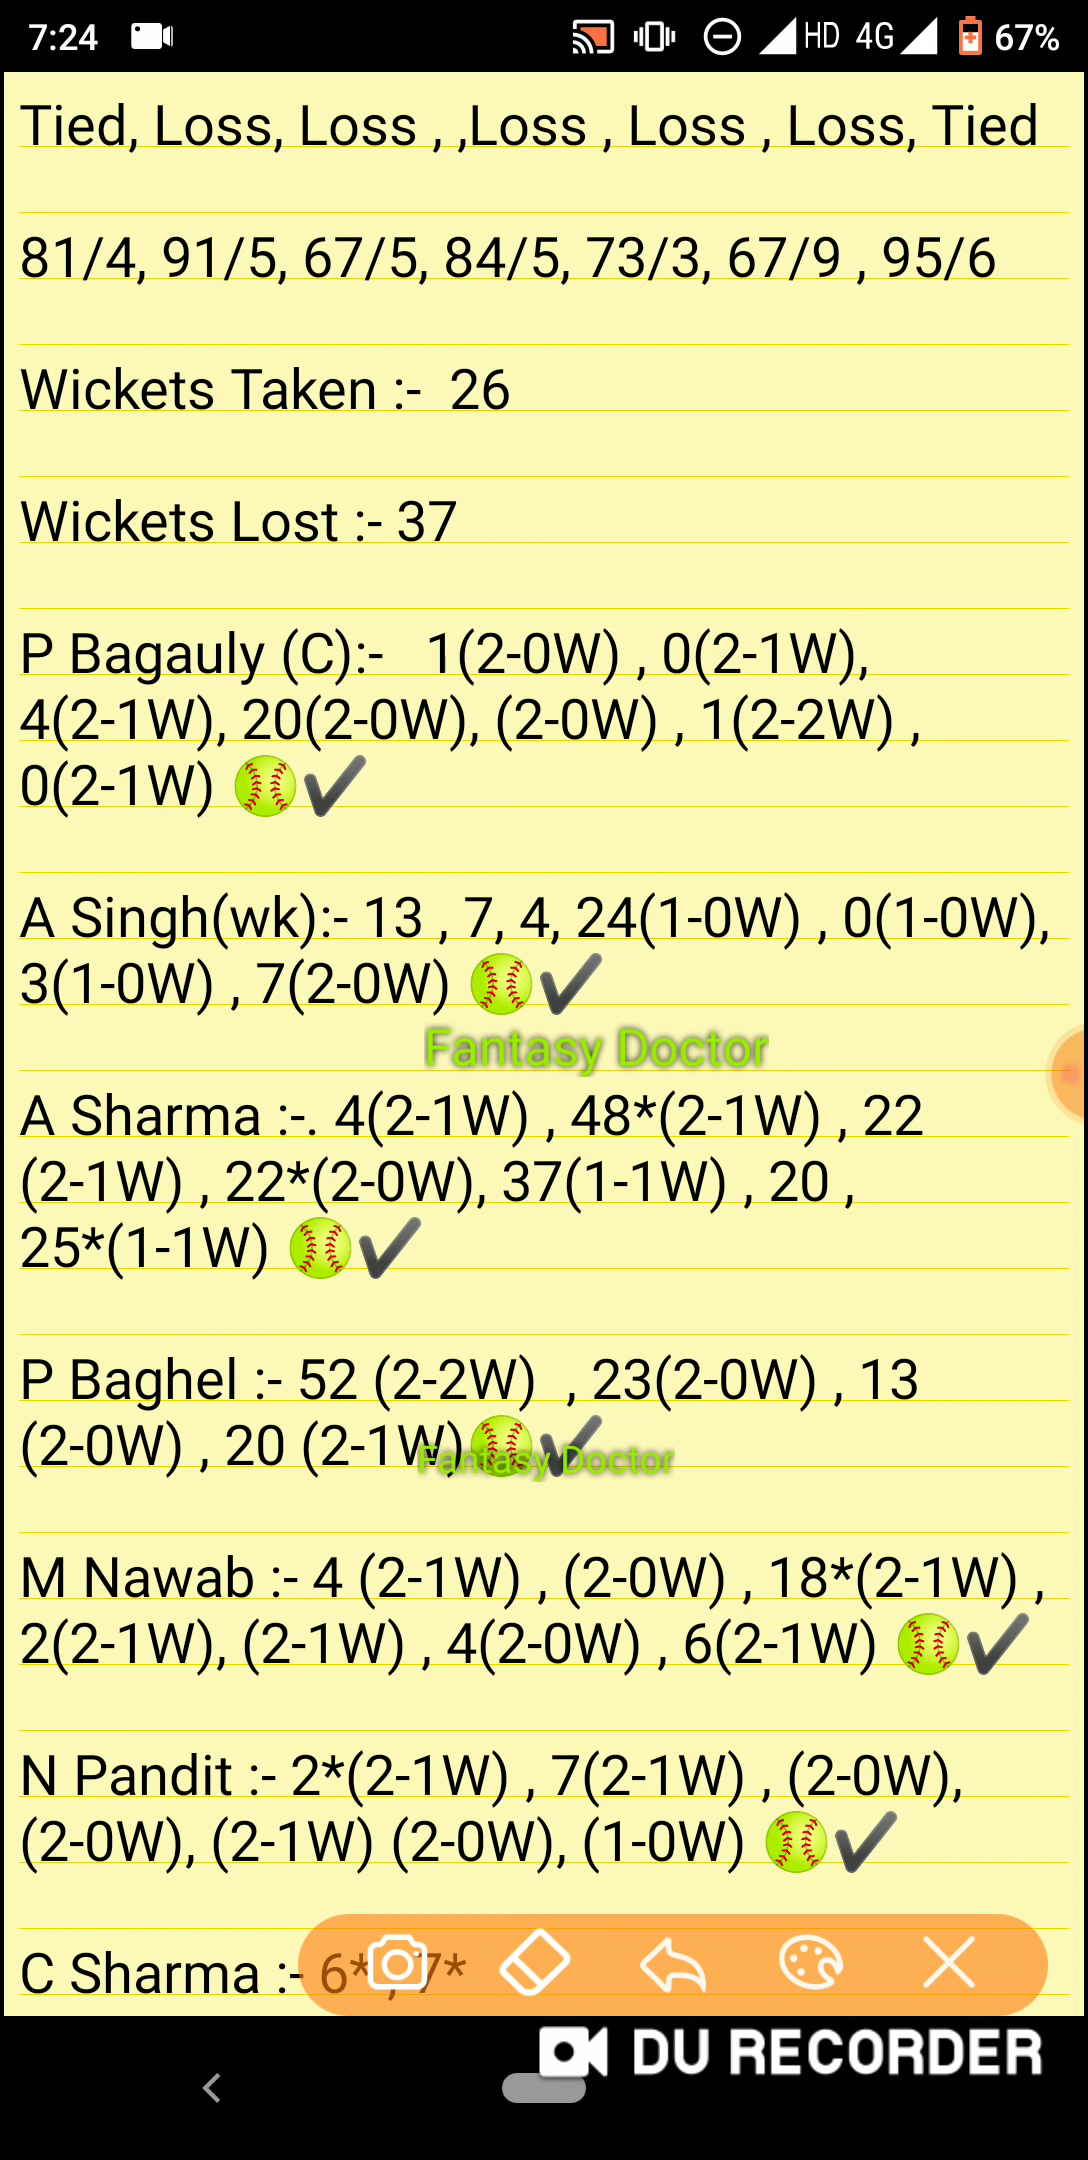 7:24 HD 4G 67%
Tied, Loss, Loss , ,Loss , Loss , Loss, Tied
81/4, 91/5, 67/5, 84/5, 73/3, 67/9 , 95/6
Wickets Taken :- 26
Wickets Lost :- 37
P Bagauly (C):- 1(2-0W) , 0(2-1W),
4(2-1W), 20(2-0W), (2-0W) , 1(2-2W) ,
0(2-1W) 🥎✔
A Singh(wk):- 13 , 7, 4, 24(1-0W) , 0(1-0W),
3(1-0W) , 7(2-0W) 🥎✔
Fantasy Doctor
A Sharma :-. 4(2-1W) , 48*(2-1W) , 22
(2-1W) , 22*(2-0W), 37(1-1W) , 20 ,
25*(1-1W) 🥎✔
P Baghel :- 52 (2-2W) , 23(2-0W) , 13
(2-0W) , 20 (2-1W)🥎✔
Fantasy Doctor
M Nawab :- 4 (2-1W) , (2-0W) , 18*(2-1W) ,
2(2-1W), (2-1W) , 4(2-0W) , 6(2-1W) 🥎✔
N Pandit :- 2*(2-1W) , 7(2-1W) , (2-0W),
(2-0W), (2-1W) (2-0W), (1-0W) 🥎✔
C Sharma :- 6* , 7*
DU RECORDER